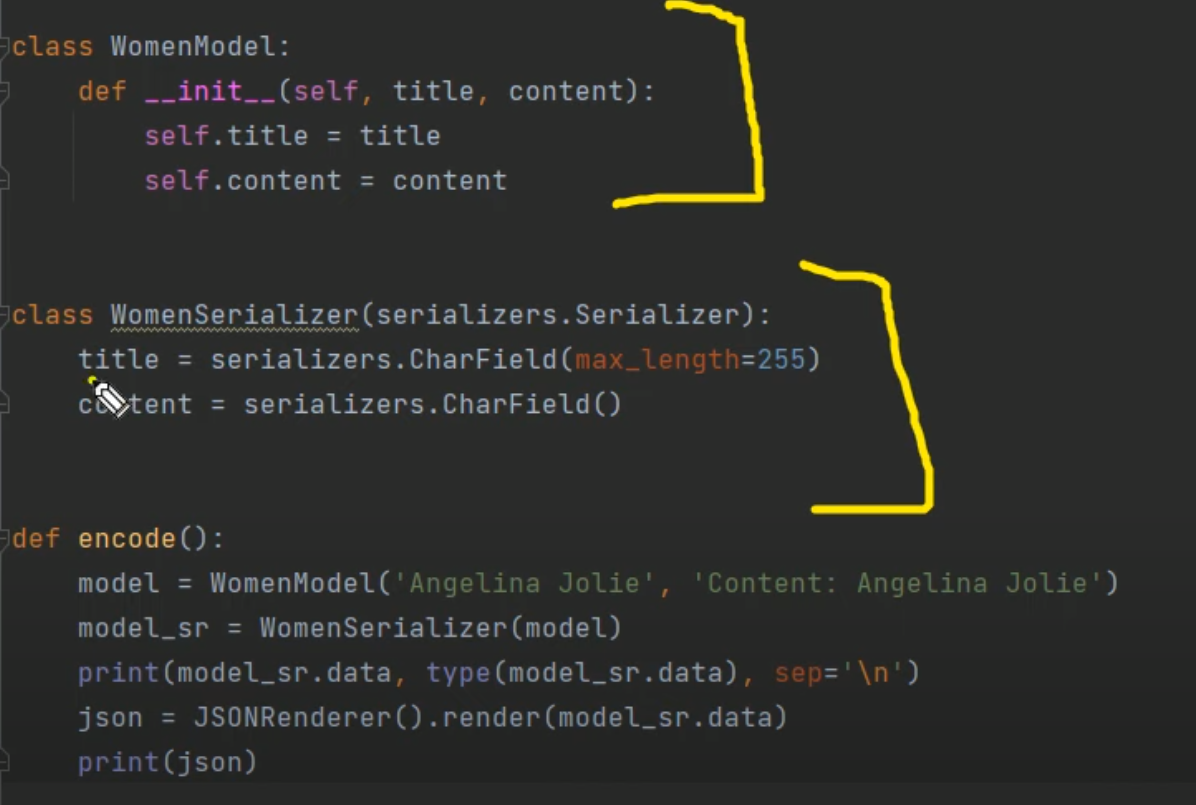 class WomenModel:
    def __init__(self, title, content):
        self.title = title
        self.content = content
class WomenSerializer(serializers.Serializer):
    title = serializers.CharField(max_length=255)
    content = serializers.CharField()
def encode():
    model = WomenModel('Angelina Jolie', 'Content: Angelina Jolie')
    model_sr = WomenSerializer(model)
    print(model_sr.data, type(model_sr.data), sep='\n')
    json = JSONRenderer().render(model_sr.data)
    print(json)